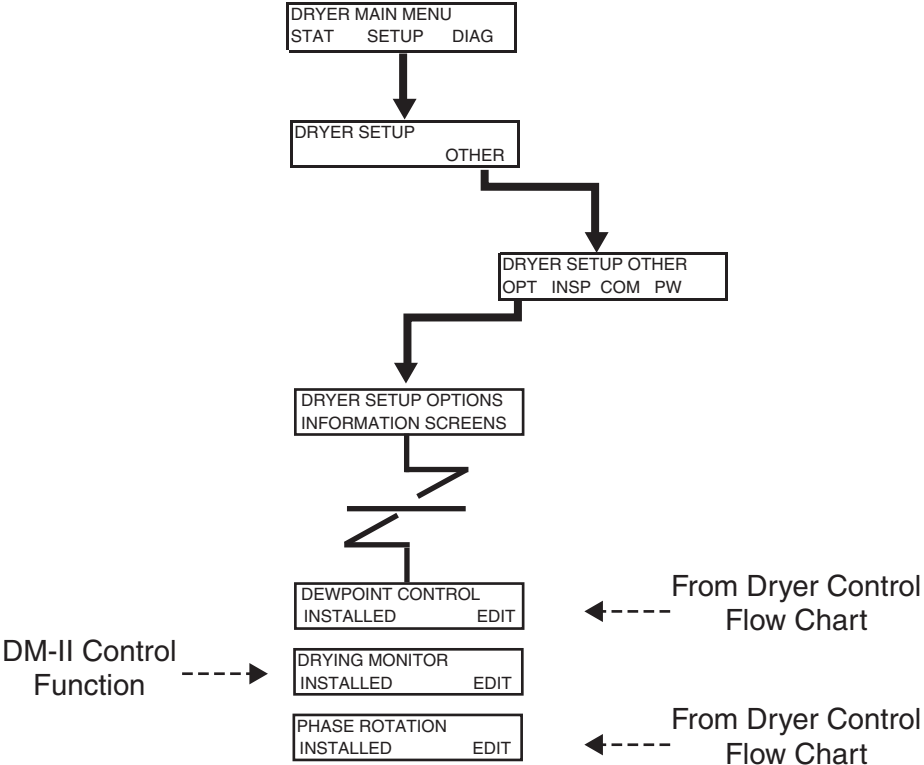 DRYER MAIN MENU
STAT SETUP DIAG
DRYER SETUP
OTHER
DRYER SETUP OTHER
OPT INSP COM PW
DRYER SETUP OPTIONS
INFORMATION SCREENS
DEWPOINT CONTROL
INSTALLED EDIT
From Dryer Control
Flow Chart
DM-II Control
Function
DRYING MONITOR
INSTALLED EDIT
PHASE ROTATION
INSTALLED EDIT
From Dryer Control
Flow Chart